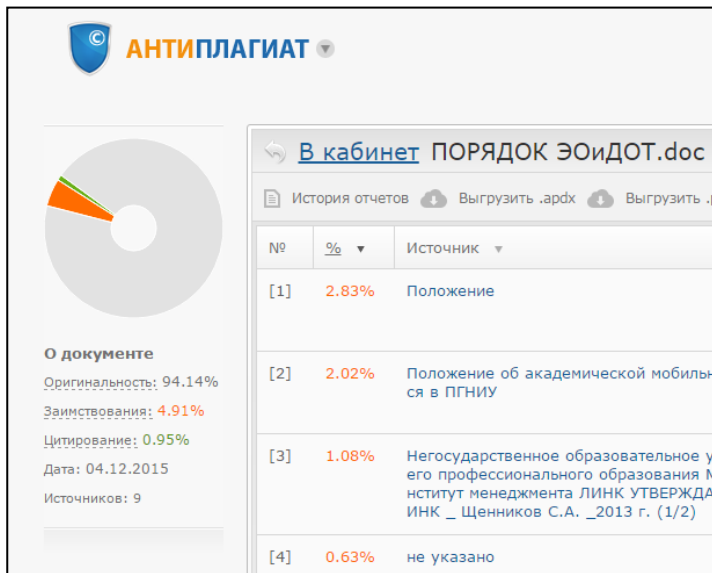 © АНТИПЛАГИАТ
В кабинет ПОРЯДОК ЭОиДОТ.doc
История отчетов Выгрузить .apdx Выгрузить
№ % Источник
[1] 2.83% Положение
[2] 2.02% Положение об академической
ся в ПГНИУ
[3] 1.08% Негосударственное образовательное
его профессионального образования
нститут менеджмента ЛИНК
ИНК _ Щенников С.А. _2013 г. (1/2)
[4] 0.63% не указано
О документе
Оригинальность: 94.14%
Заимствования: 4.91%
Цитирование: 0.95%
Дата: 04.12.2015
Источников: 9